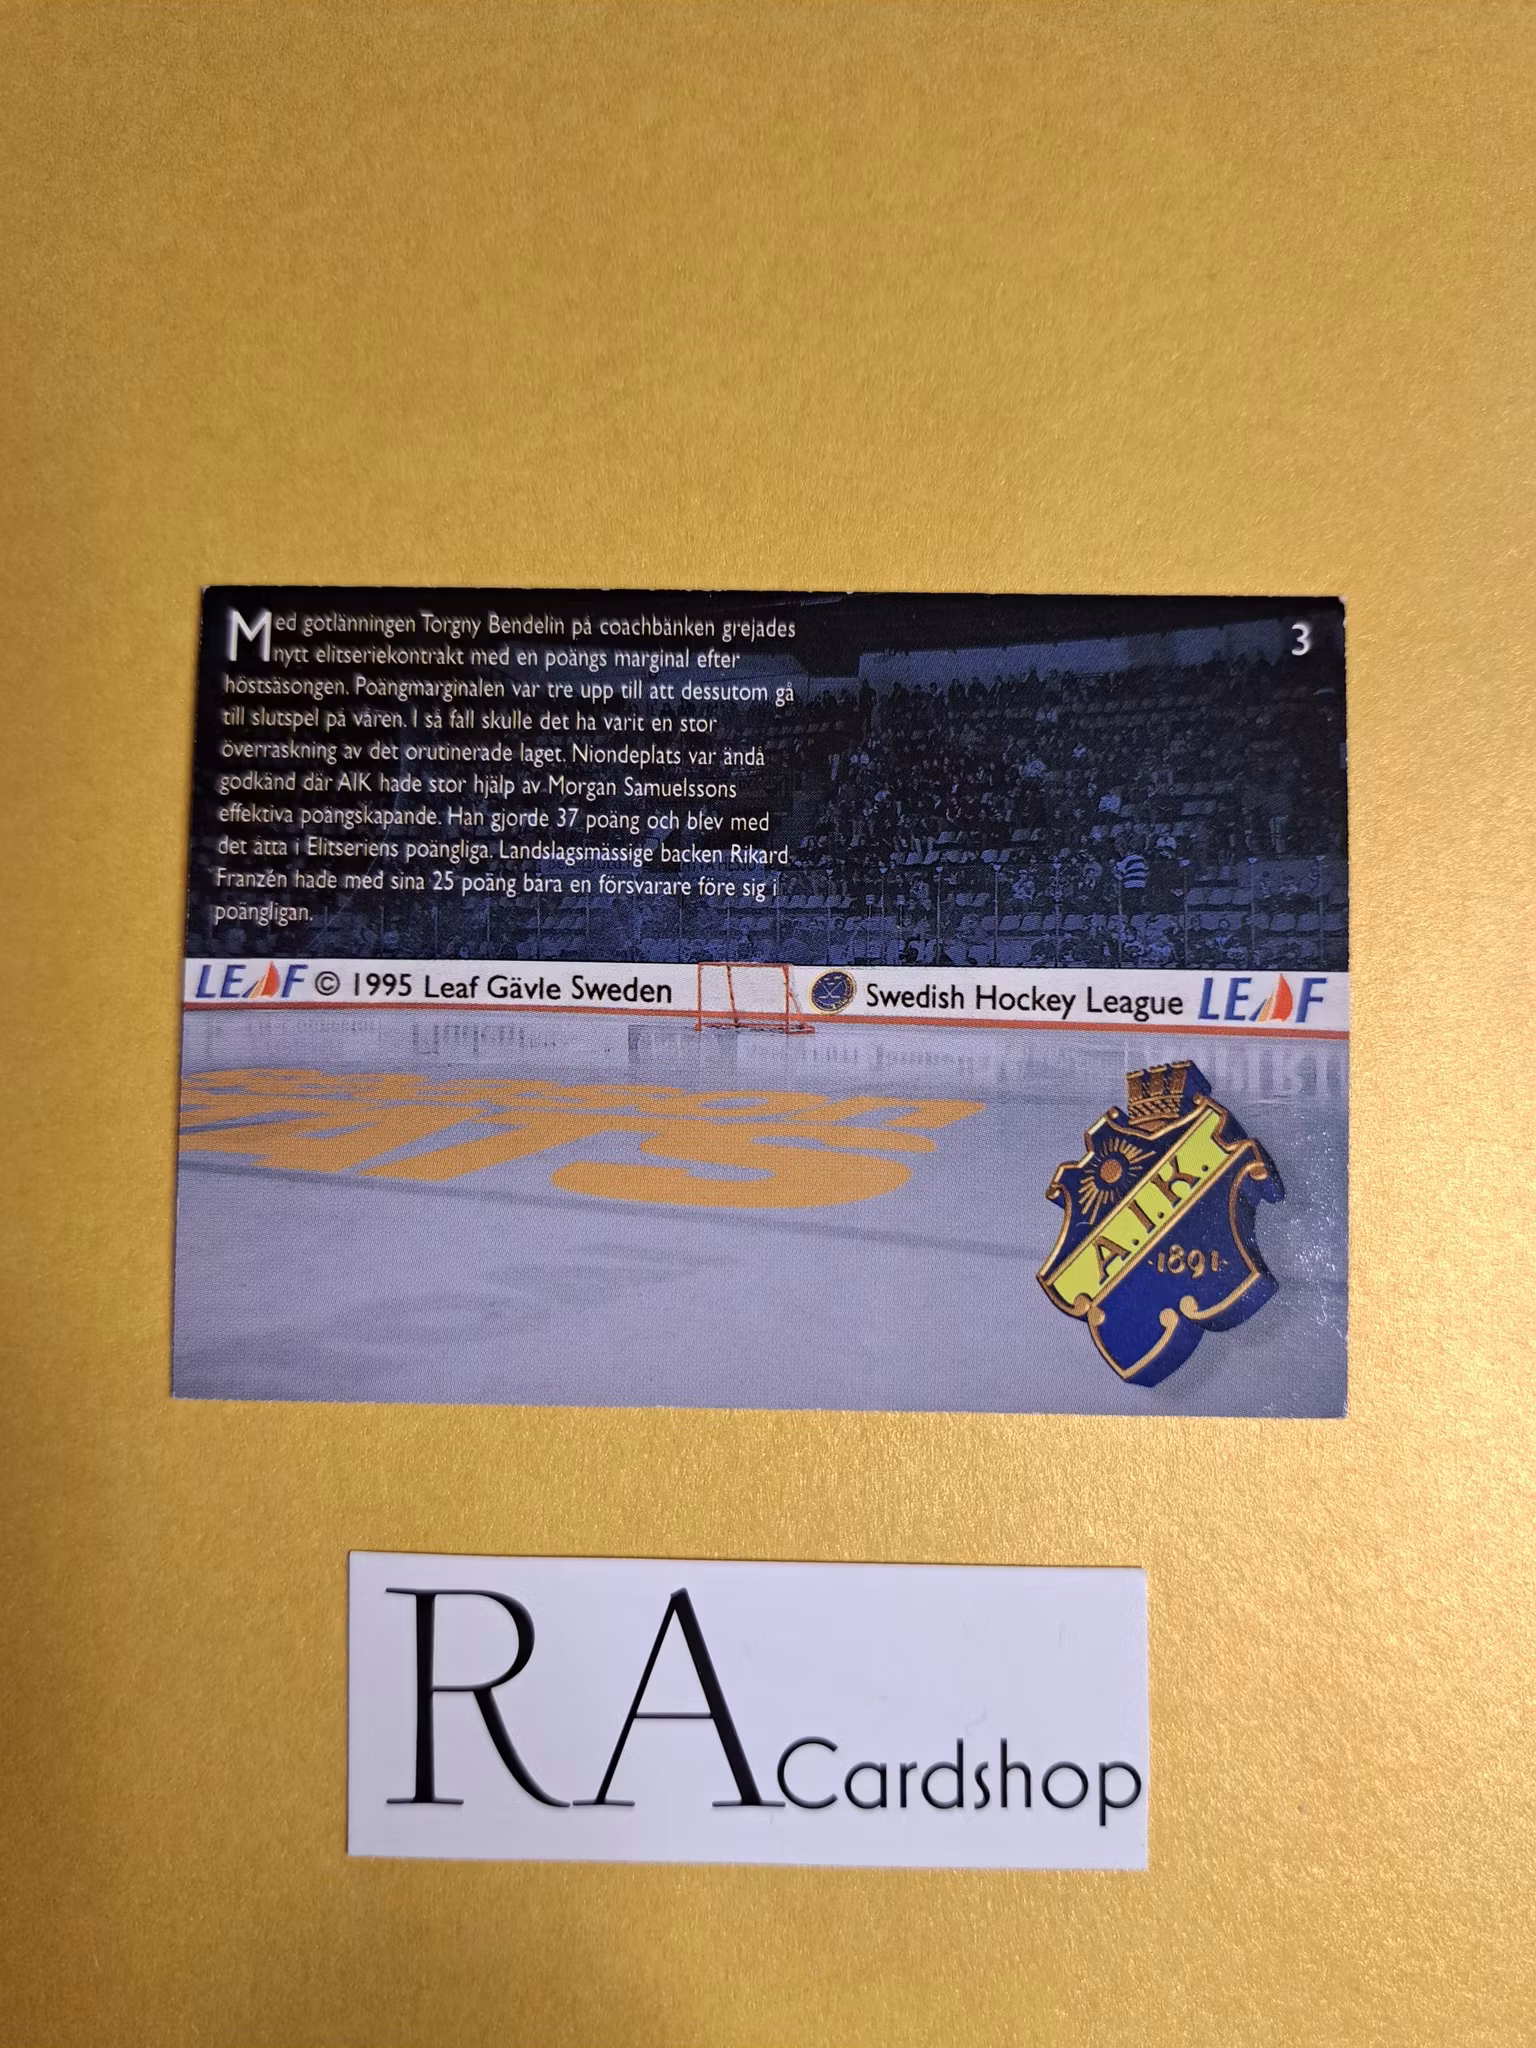 Med gotlänningen Torgny Bendelin på coachbänken grejades
nytt elitseriekontrakt med en poängs marginal efter
höstsäsongen. Poängmarginalen var tre upp till att dessutom gå
till slutspel på våren. I så fall skulle det ha varit en stor
överraskning av det orutinerade laget. Niondeplats var ändå
godkänd där AIK hade stor hjälp av Morgan Samuelssons
effektiva poängskapande. Han gjorde 37 poäng och blev med
det åtta i Elitseriens poängliga. Landslagsmässige backen Rikard
Franzén hade med sina 25 poäng bara en försvarare före sig i
poängligan.
3
LEAF © 1995 Leaf Gävle Sweden
Swedish Hockey League LEAF
A.I.K.
·1891·
RA Cardshop